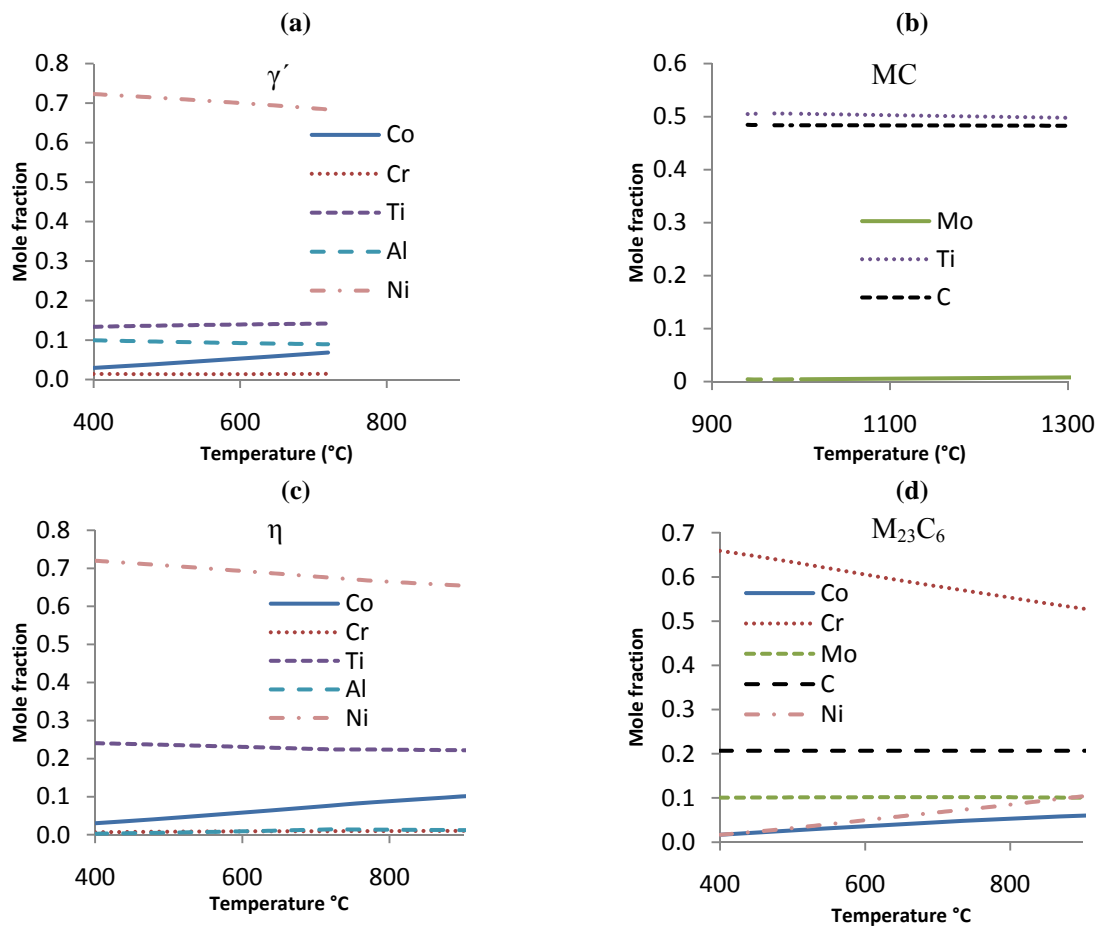 (a)
γ´
Mole fraction
0.8
0.7
0.6
0.5
0.4
0.3
0.2
0.1
0.0
Co
Cr
Ti
Al
Ni
400 600 800
Temperature (°C)
(b)
MC
Mole fraction
0.6
0.5
0.4
0.3
0.2
0.1
0
Mo
Ti
C
900 1100 1300
Temperature (°C)
(c)
η
Mole fraction
0.8
0.7
0.6
0.5
0.4
0.3
0.2
0.1
0.0
Co
Cr
Ti
Al
Ni
400 600 800
Temperature °C
(d)
M₂₃C₆
Mole fraction
0.7
0.6
0.5
0.4
0.3
0.2
0.1
0.0
Co
Cr
Mo
C
Ni
400 600 800
Temperature °C